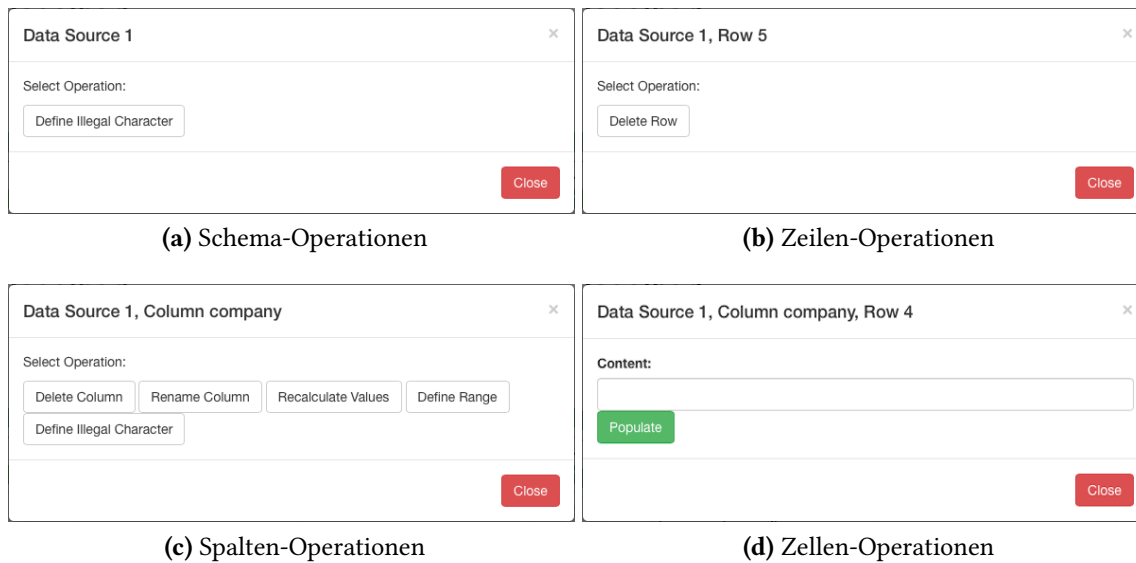 Data Source 1 ×
Select Operation:
Define Illegal Character
Close
(a) Schema-Operationen
Data Source 1, Row 5 ×
Select Operation:
Delete Row
Close
(b) Zeilen-Operationen
Data Source 1, Column company ×
Select Operation:
Delete Column Rename Column Recalculate Values Define Range
Define Illegal Character
Close
(c) Spalten-Operationen
Data Source 1, Column company, Row 4 ×
Content:
Populate
Close
(d) Zellen-Operationen